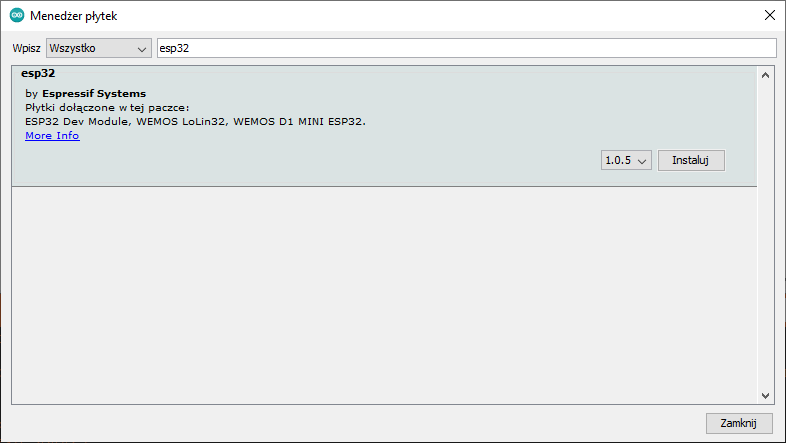 Menedżer płytek
Wpisz Wszystko esp32
esp32
by Espressif Systems
Płytki dołączone w tej paczce:
ESP32 Dev Module, WEMOS LoLin32, WEMOS D1 MINI ESP32.
More Info
1.0.5 Instaluj
Zamknij